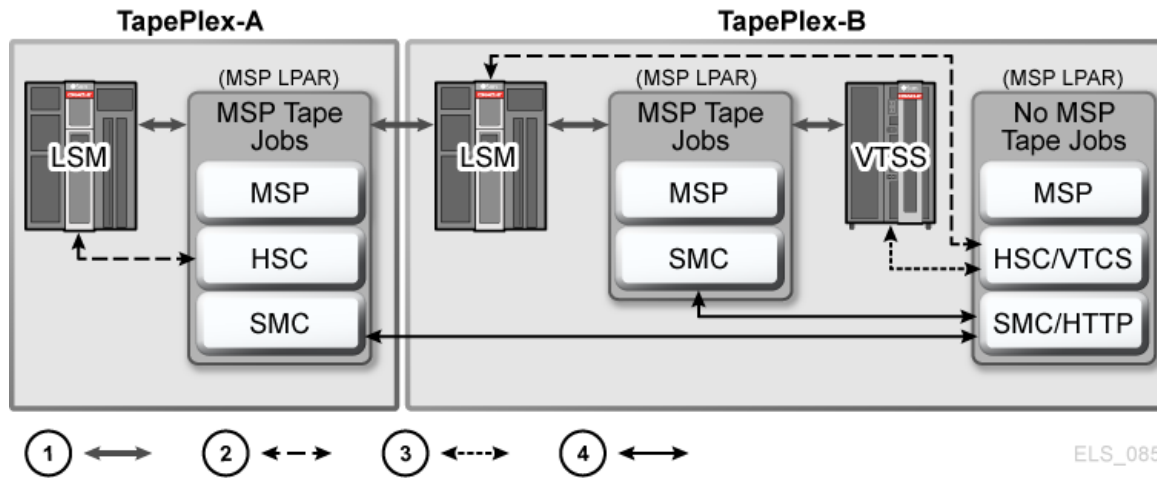 TapePlex-A
TapePlex-B
(MSP LPAR)
MSP Tape
Jobs
MSP
HSC
SMC
LSM
LSM
(MSP LPAR)
MSP Tape
Jobs
MSP
SMC
VTSS
(MSP LPAR)
No MSP
Tape Jobs
MSP
HSC/VTCS
SMC/HTTP
1
2
3
4
ELS_085